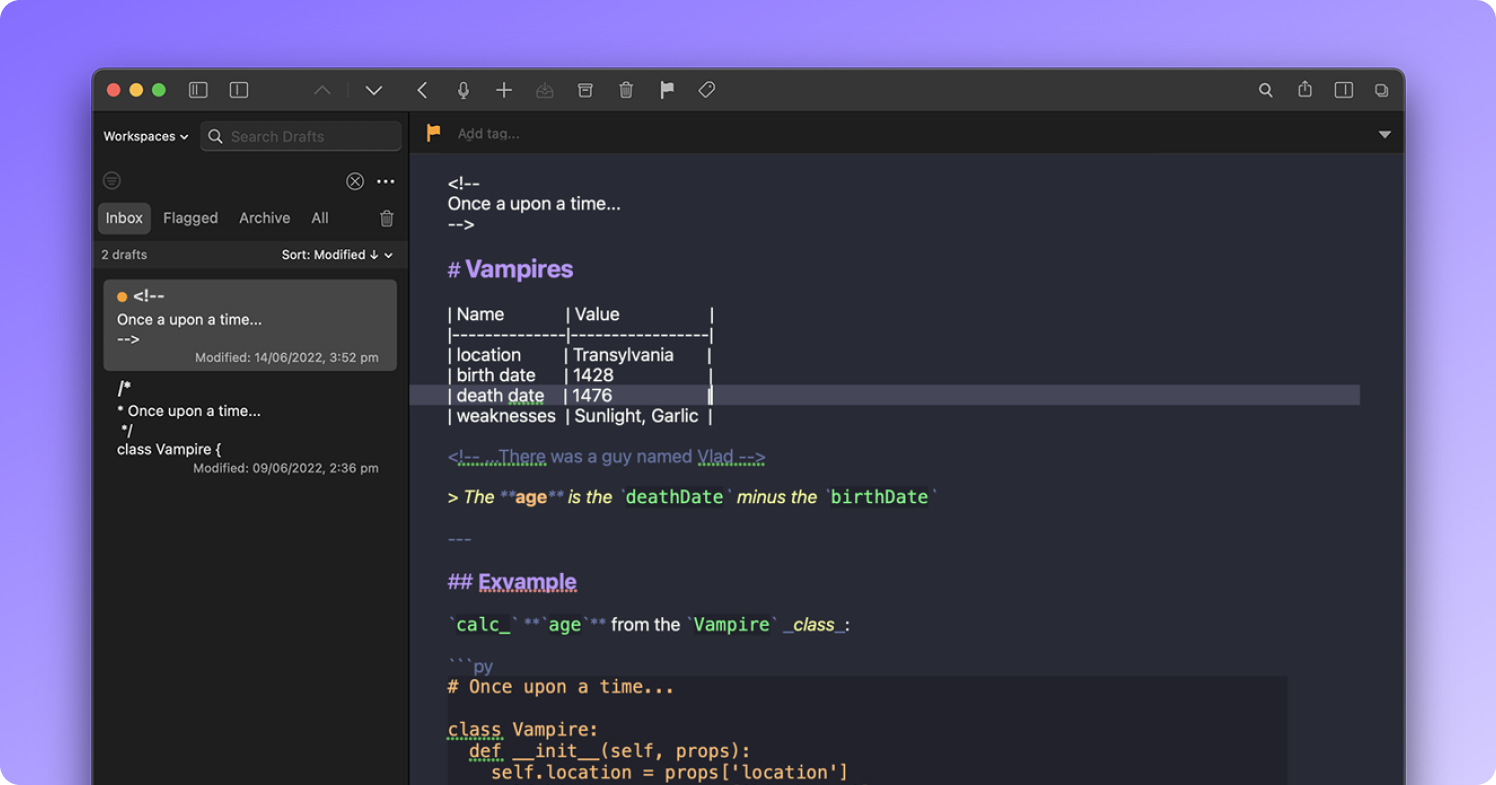 Workspaces
Search Drafts
Inbox Flagged Archive All
2 drafts
Sort: Modified ↓
<!--
Once a upon a time...
-->
Modified: 14/06/2022, 3:52 pm
/*
* Once upon a time...
*/
class Vampire {
Modified: 09/06/2022, 2:36 pm
Add tag...
<!--
Once a upon a time...
-->
# Vampires
| Name | Value |
|--------------|-----------------|
| location | Transylvania |
| birth date | 1428 |
| death date | 1476 |
| weaknesses | Sunlight, Garlic |
<!-- ...There was a guy named Vlad -->
> The **age** is the `deathDate` minus the `birthDate`
---
## Exvample
`calc_` **`age`** from the `Vampire` _class_:
```py
# Once upon a time...
class Vampire:
def __init__(self, props):
self.location = props['location']